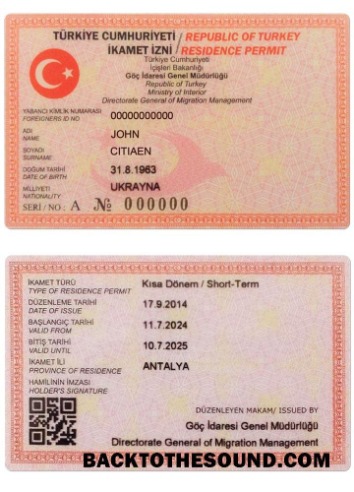 TÜRKİYE CUMHURİYETİ / REPUBLIC OF TURKEY
İKAMET İZNİ / RESIDENCE PERMIT
Türkiye Cumhuriyeti
İçişleri Bakanlığı
Göç İdaresi Genel Müdürlüğü
Republic of Turkey
Ministry of Interior
Directorate General of Migration Management
YABANCI KİMLİK NUMARASI
FOREIGNERS ID NO
00000000000
ADI
NAME
JOHN
SOYADI
SURNAME
CITIAEN
DOĞUM TARİHİ
DATE OF BIRTH
31.8.1963
MİLLİYETİ
NATIONALITY
UKRAYNA
SERİ / NO : A № 000000
İKAMET TÜRÜ
TYPE OF RESIDENCE PERMIT
Kısa Dönem / Short-Term
DÜZENLEME TARİHİ
DATE OF ISSUE
17.9.2014
BAŞLANGIÇ TARİHİ
VALID FROM
11.7.2024
BİTİŞ TARİHİ
VALID UNTIL
10.7.2025
İKAMET İLİ
PROVINCE OF RESIDENCE
ANTALYA
HAMİLİNİN İMZASI
HOLDER'S SIGNATURE
DÜZENLEYEN MAKAM/ ISSUED BY
Göç İdaresi Genel Müdürlüğü
Directorate General of Migration Management
BACKTOTHESOUND.COM